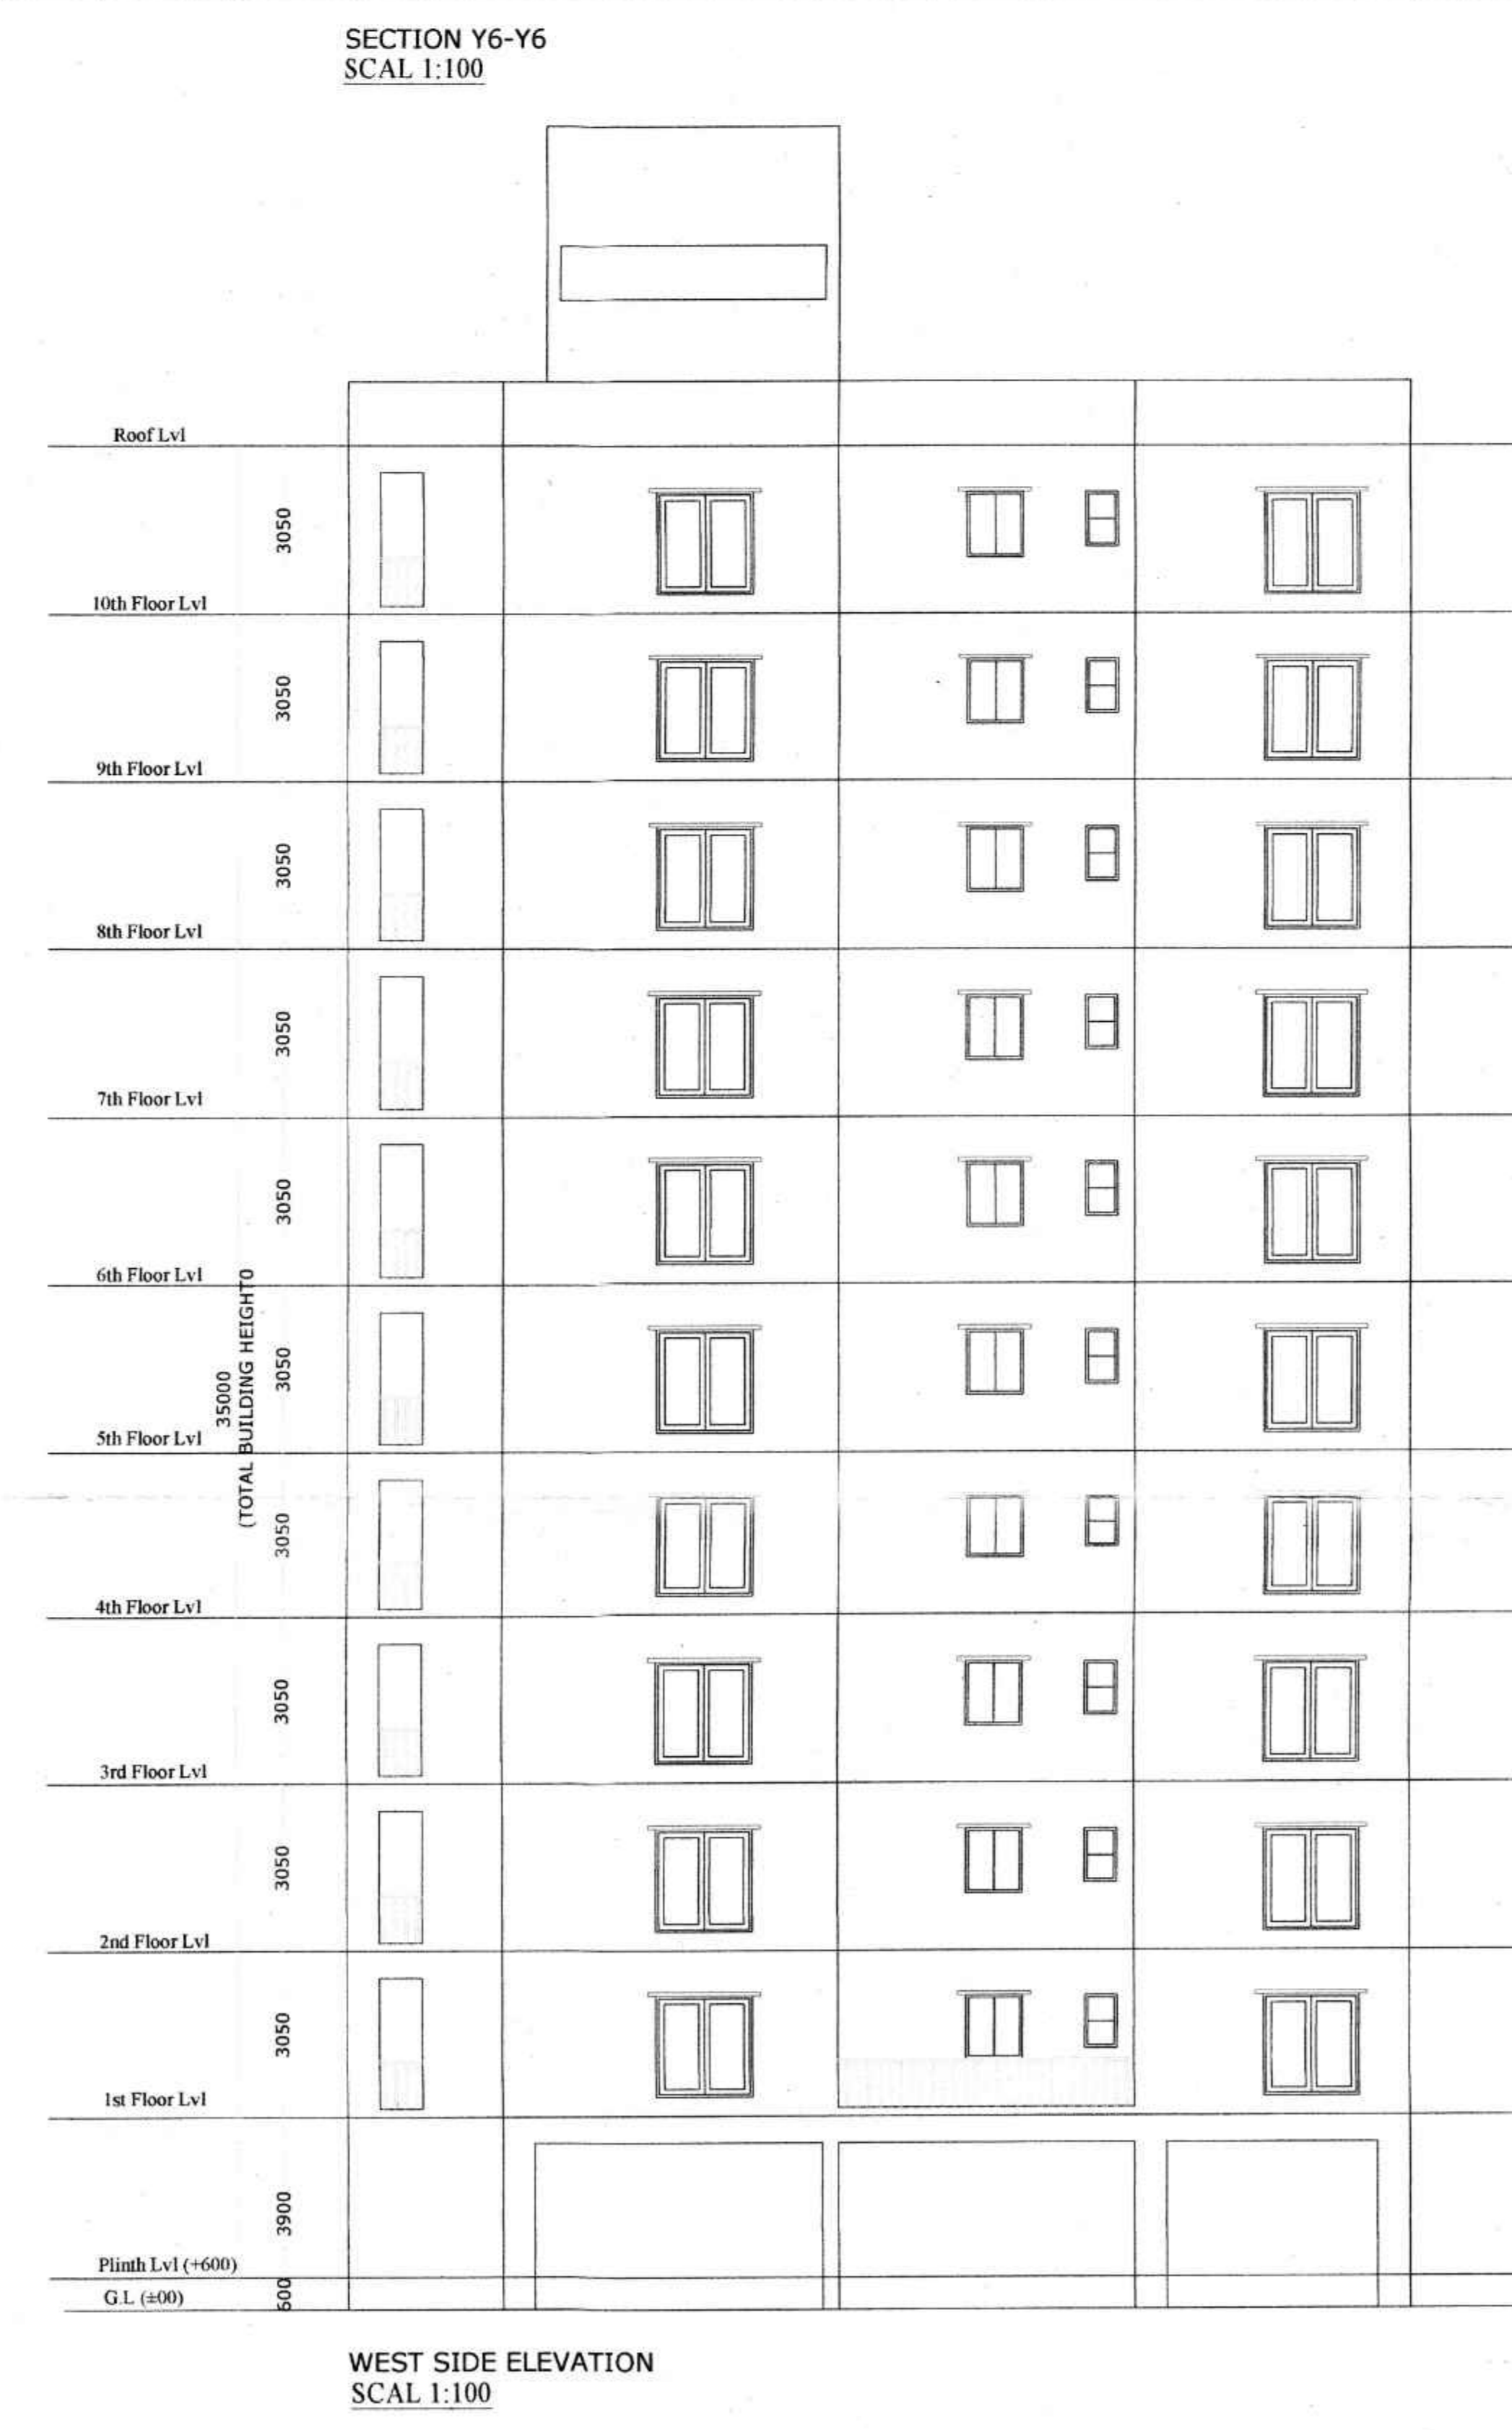 SECTION Y6-Y6
SCAL 1:100
Roof Lvl
3050
10th Floor Lvl
3050
9th Floor Lvl
3050
8th Floor Lvl
3050
7th Floor Lvl
3050
6th Floor Lvl
35000
(TOTAL BUILDING HEIGHT0
3050
5th Floor Lvl
3050
4th Floor Lvl
3050
3rd Floor Lvl
3050
2nd Floor Lvl
3050
1st Floor Lvl
3900
Plinth Lvl (+600)
G.L (±00)
600
WEST SIDE ELEVATION
SCAL 1:100